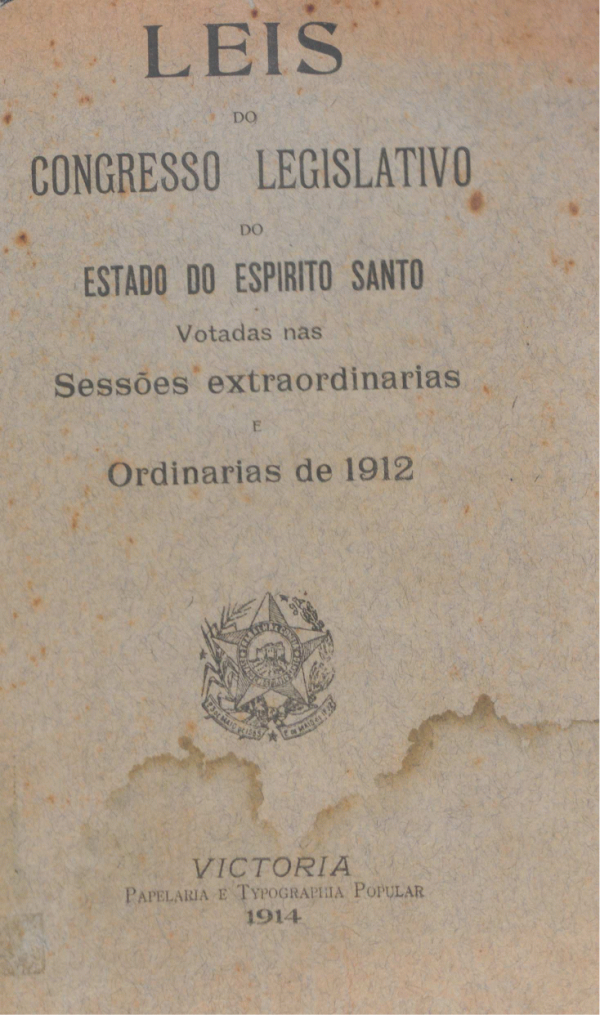 LEIS
DO
CONGRESSO LEGISLATIVO
DO
ESTADO DO ESPIRITO SANTO
Votadas nas
Sessões extraordinarias
E
Ordinarias de 1912
VICTORIA
PAPELARIA E TYPOGRAPHIA POPULAR
1914